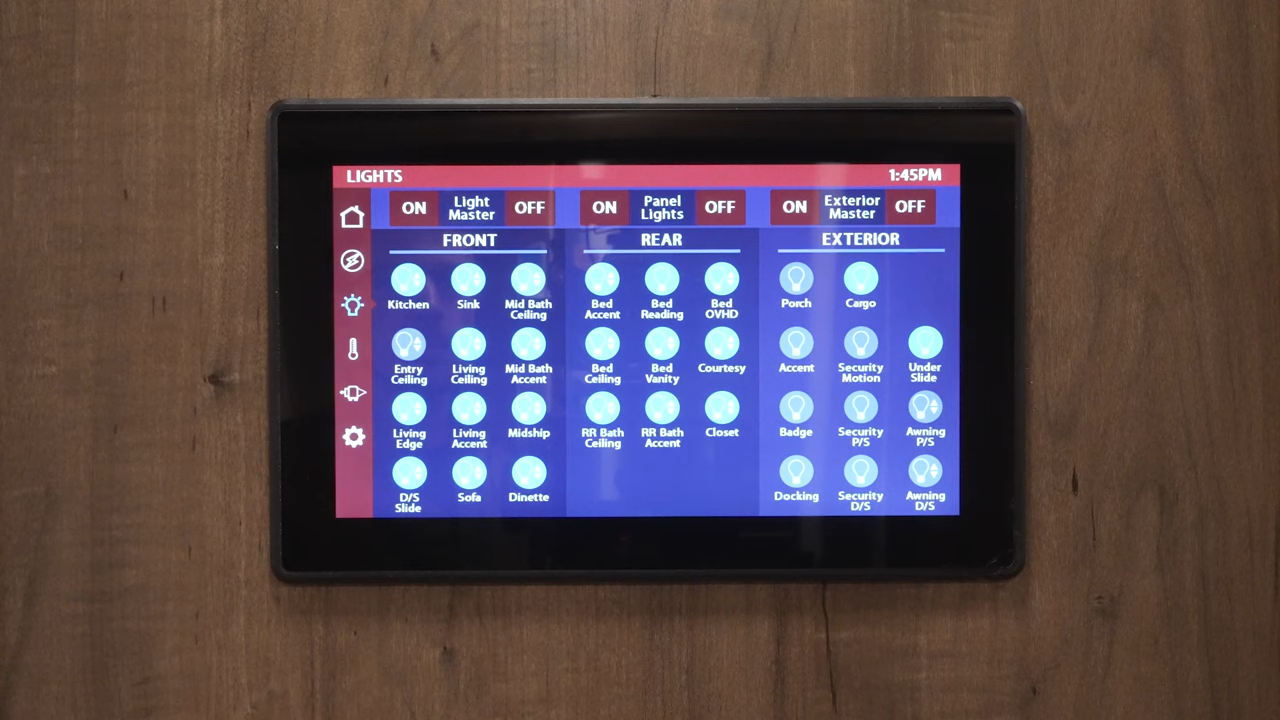 LIGHTS 1:45PM
ON Light Master OFF
ON Panel Lights OFF
ON Exterior Master OFF
FRONT
Kitchen Sink Mid Bath Ceiling
Entry Ceiling Living Ceiling Mid Bath Accent
Living Edge Living Accent Midship
D/S Slide Sofa Dinette
REAR
Bed Accent Bed Reading Bed OVHD
Bed Ceiling Bed Vanity Courtesy
RR Bath Ceiling RR Bath Accent Closet
EXTERIOR
Porch Cargo
Accent Security Motion Under Slide
Badge Security P/S Awning P/S
Docking Security D/S Awning D/S